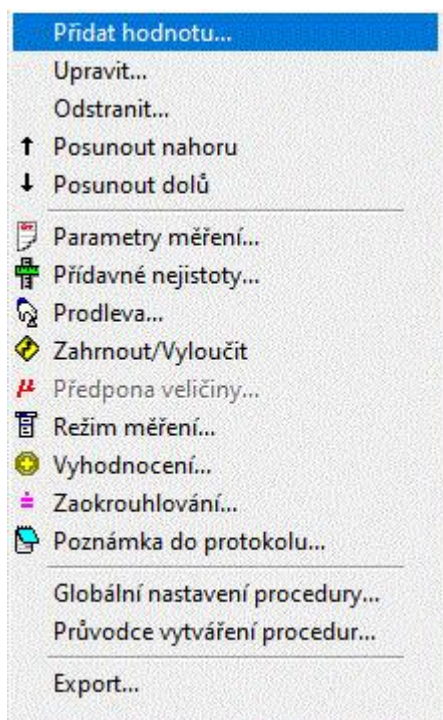 Přidat hodnotu...
Upravit...
Odstranit...
Posunout nahoru
Posunout dolů
Parametry měření...
Přídavné nejistoty...
Prodleva...
Zahrnout/Vyloučit
μ Předpona veličiny...
Režim měření...
Vyhodnocení...
Zaokrouhlování...
Poznámka do protokolu...
Globální nastavení procedury...
Průvodce vytváření procedur...
Export...